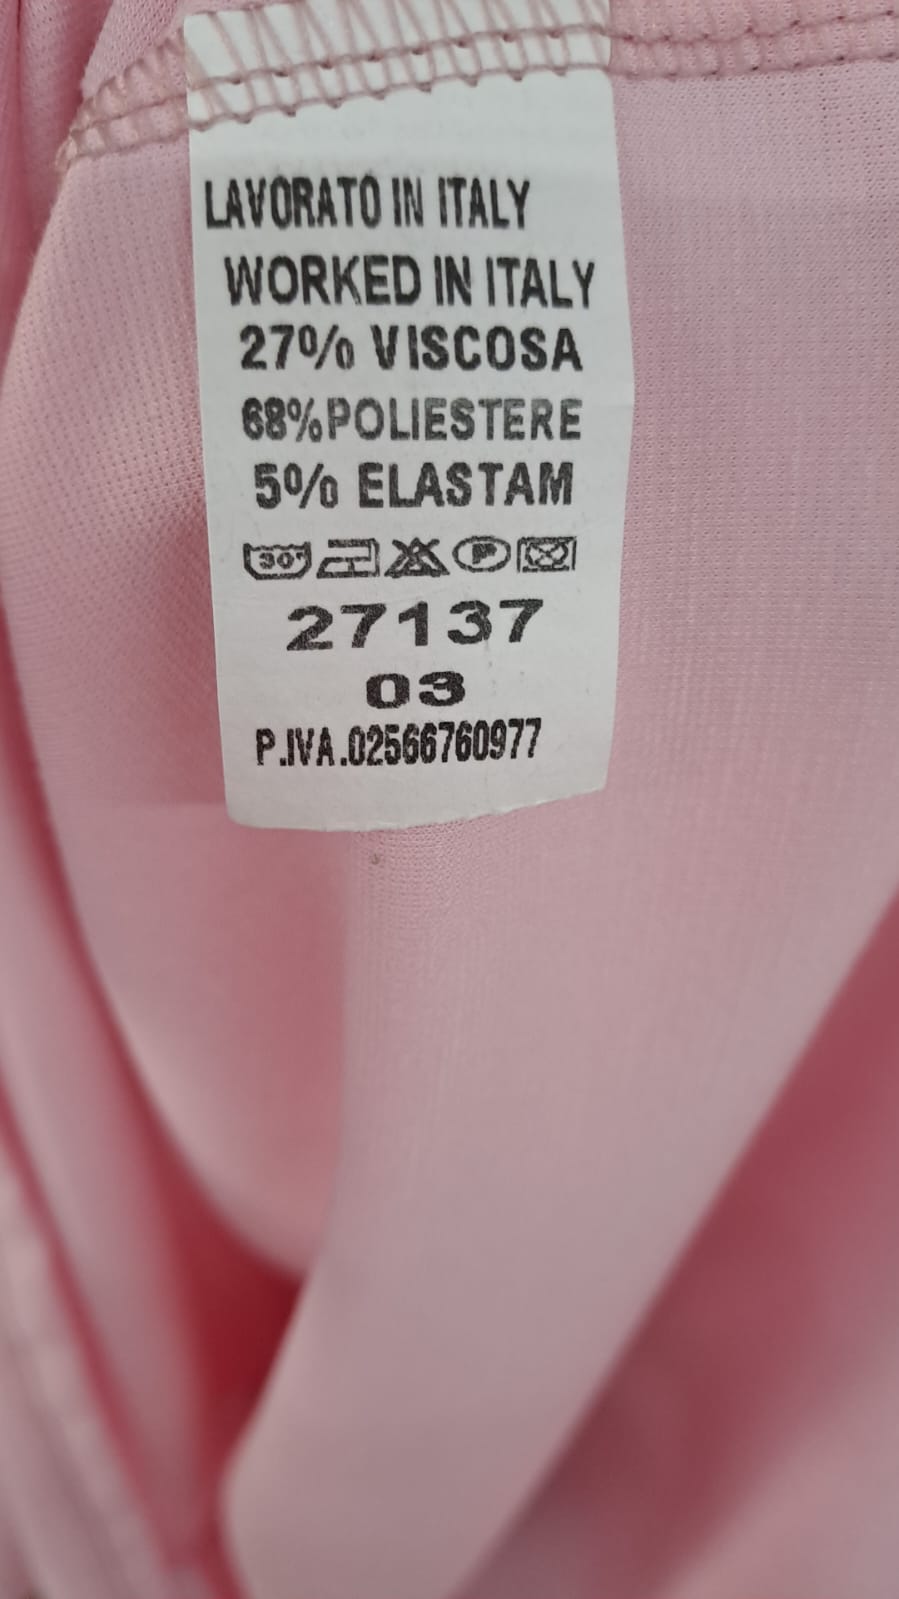 LAVORATO IN ITALY
WORKED IN ITALY
27% VISCOSA
68% POLIESTERE
5% ELASTAM
30° P
27137
03
P.IVA.02566760977